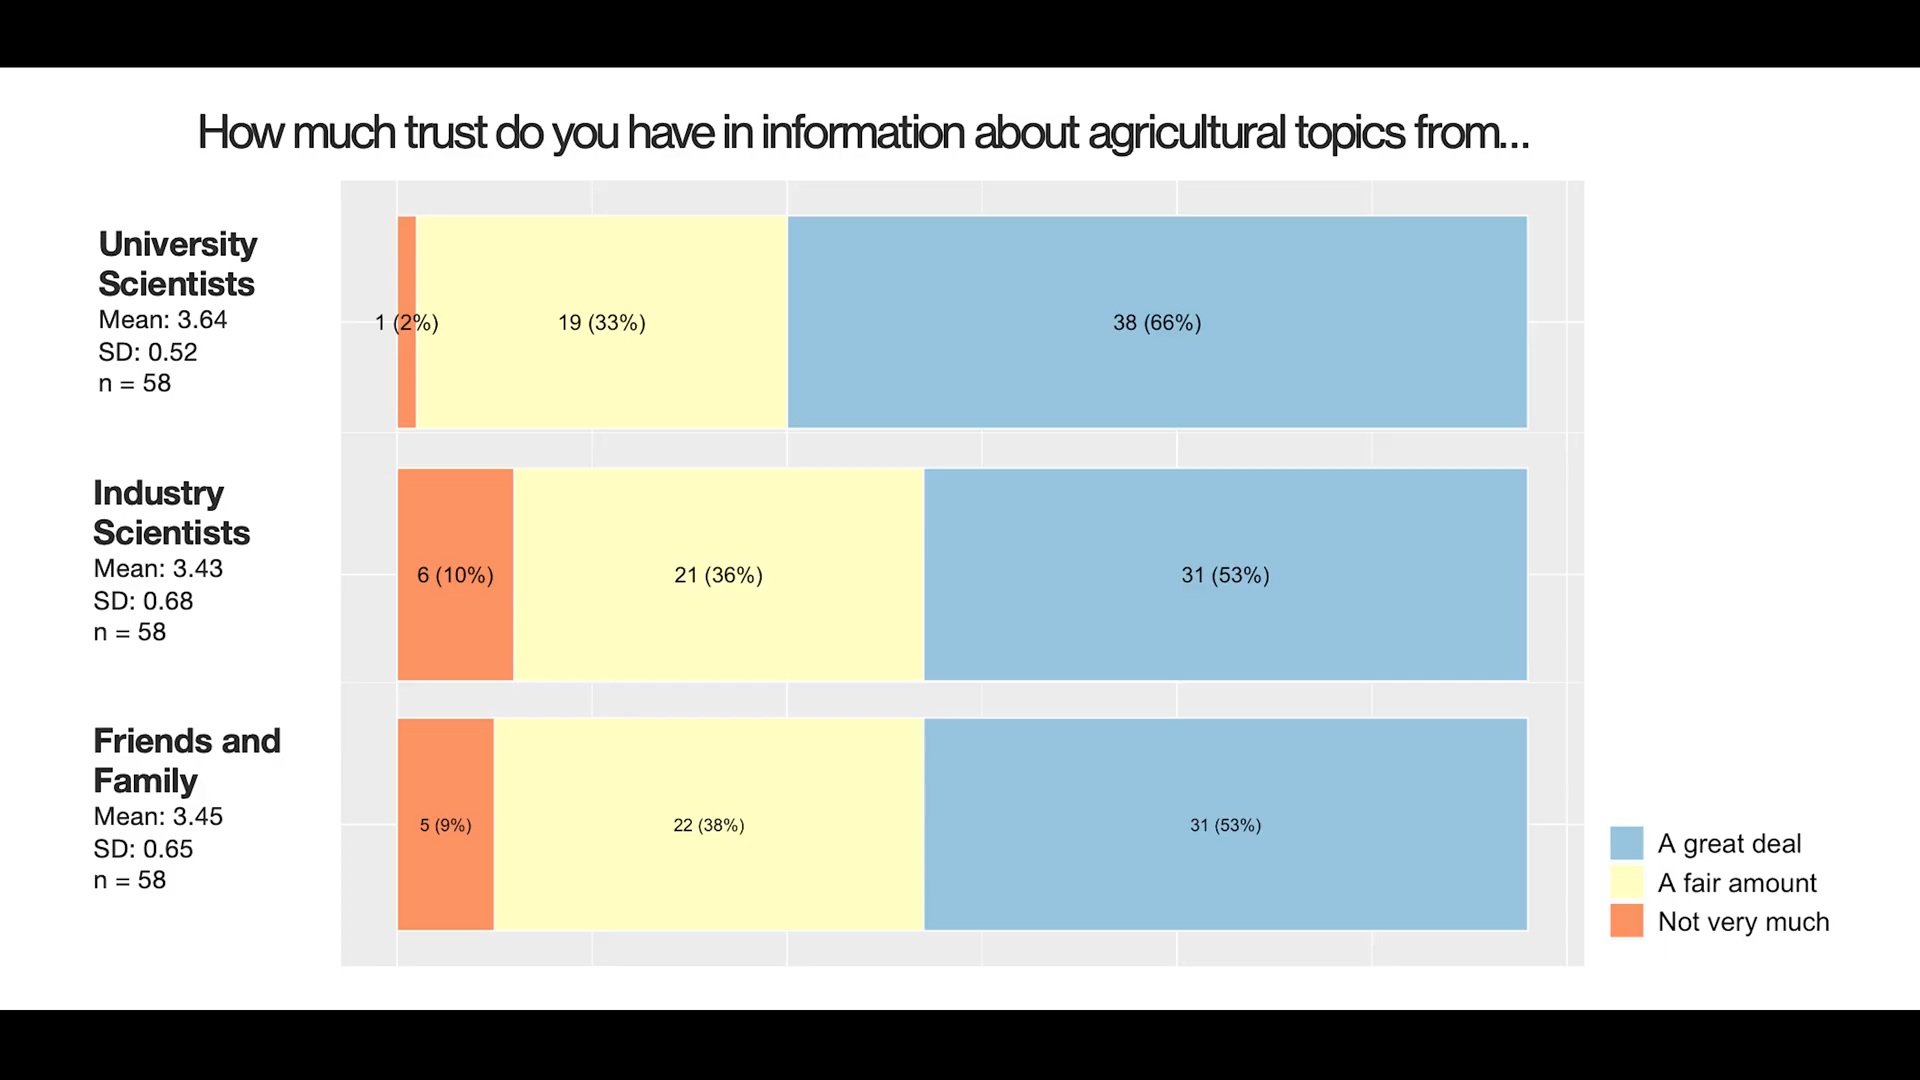 How much trust do you have in information about agricultural topics from...
University
Scientists
Mean: 3.64
SD: 0.52
n = 58
1 (2%)
19 (33%)
38 (66%)
Industry
Scientists
Mean: 3.43
SD: 0.68
n = 58
6 (10%)
21 (36%)
31 (53%)
Friends and
Family
Mean: 3.45
SD: 0.65
n = 58
5 (9%)
22 (38%)
31 (53%)
A great deal
A fair amount
Not very much